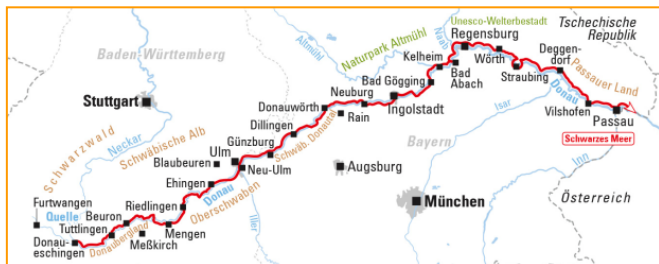 Tschechische
Republik
Unesco-Welterbestadt
Regensburg
Naab
Naturpark Altmühl
Altmühl
Baden-Württemberg
Kelheim
Wörth
Deggen-
dorf
Passauer Land
Bad Gögging
Bad
Abach
Straubing
Donau
Neuburg
Ingolstadt
Isar
Vilshofen
Passau
Stuttgart
Donauwörth
Rain
Schwarzes Meer
Neckar
Dillingen
Schwäb. Donautal
Schwarzwald
Schwäbische Alb
Günzburg
Bayern
Ulm
Blaubeuren
Neu-Ulm
Augsburg
Inn
Ehingen
Donau
Oberschwaben
München
Österreich
Furtwangen
Quelle
Riedlingen
Iller
Beuron
Tuttlingen
Donaubergland
Mengen
Meßkirch
Donau-
eschingen